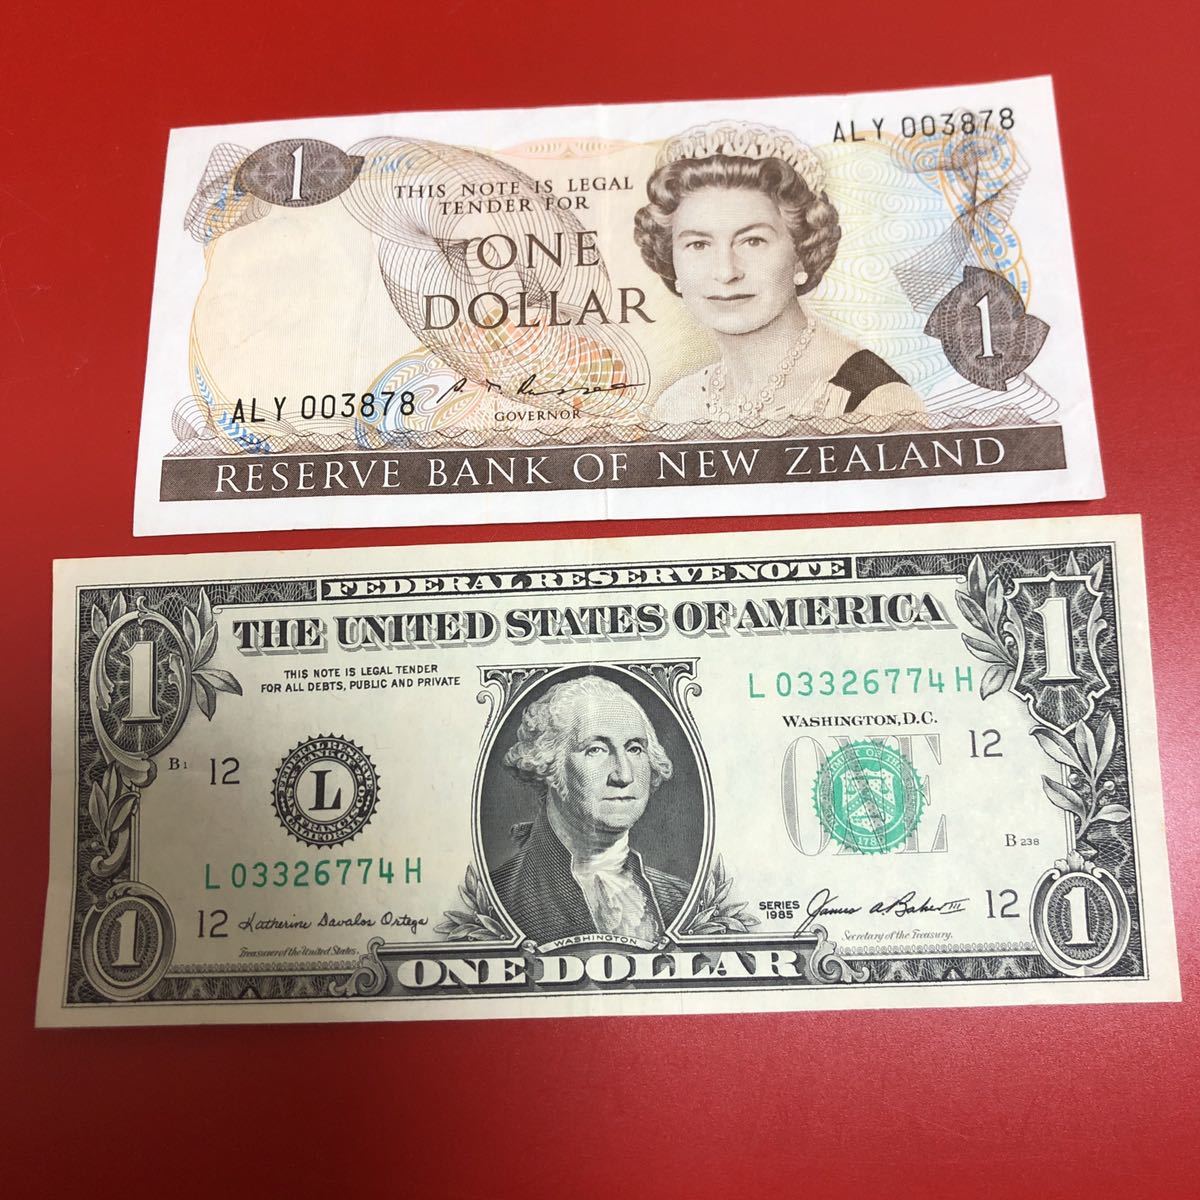 ALY 003878
1
THIS NOTE IS LEGAL
TENDER FOR
ONE
DOLLAR
1
ALY 003878
GOVERNOR
RESERVE BANK OF NEW ZEALAND
FEDERAL RESERVE NOTE
THE UNITED STATES OF AMERICA
1
1
THIS NOTE IS LEGAL TENDER
FOR ALL DEBTS, PUBLIC AND PRIVATE
L 03326774 H
WASHINGTON, D.C.
B 1
12
12
L
ONE
1789
B 238
L 03326774 H
12
Katherine Davalos Ortega
Treasurer of the United States.
SERIES
1985
James A Baker III
Secretary of the Treasury.
12
1
1
WASHINGTON
ONE DOLLAR